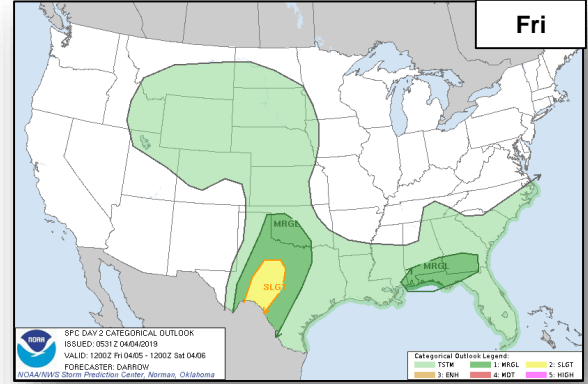 Fri
MRGL
SLGT
MRGL
NOAA
SPC DAY 2 CATEGORICAL OUTLOOK
ISSUED: 0531Z 04/04/2019
VALID: 1200Z Fri 04/05 - 1200Z Sat 04/06
FORECASTER: DARROW
NOAA/NWS Storm Prediction Center, Norman, Oklahoma
Categorical Outlook Legend:
TSTM 1: MRGL 2: SLGT
3: ENH 4: MDT 5: HIGH